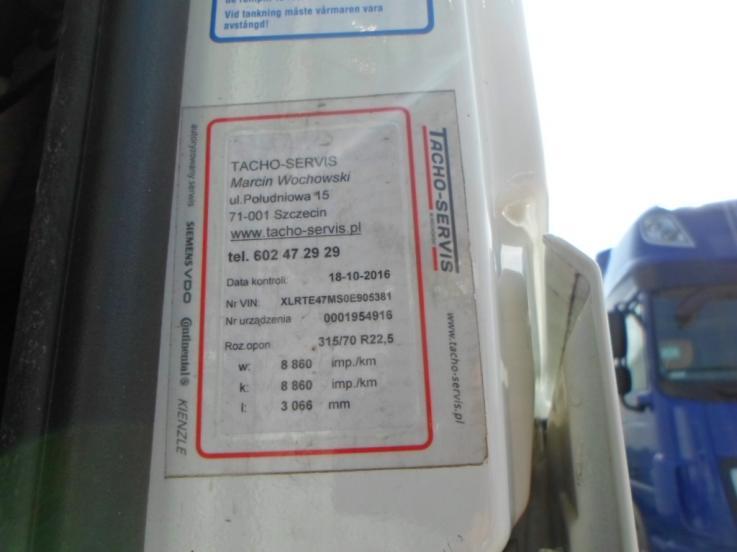 Vid tankning måste värmaren vara
avstängd!
TACHO-SERVIS
Marcin Wochowski
ul.Południowa 15
71-001 Szczecin
www.tacho-servis.pl
tel. 602 47 29 29
Data kontroli: 18-10-2016
Nr VIN: XLRTE47MS0E905381
Nr urządzenia 0001954916
Roz.opon: 315/70 R22,5
w: 8 860 imp./km
k: 8 860 imp./km
l: 3 066 mm
autoryzowany serwis SIEMENS VDO Continental KIENZLE
TACHO-SERVIS
www.tacho-servis.pl